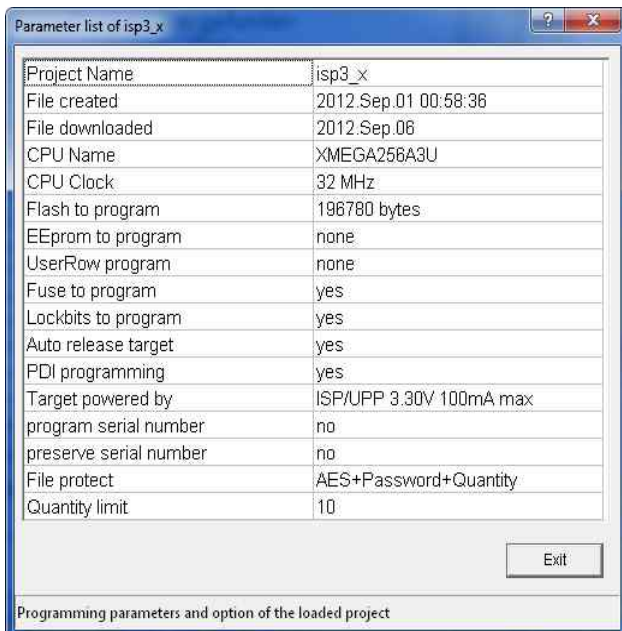 Parameter list of isp3_x
Project Name isp3_x
File created 2012.Sep.01 00:58:36
File downloaded 2012.Sep.06
CPU Name XMEGA256A3U
CPU Clock 32 MHz
Flash to program 196780 bytes
EEprom to program none
UserRow program none
Fuse to program yes
Lockbits to program yes
Auto release target yes
PDI programming yes
Target powered by ISP/UPP 3.30V 100mA max
program serial number no
preserve serial number no
File protect AES+Password+Quantity
Quantity limit 10
Exit
Programming parameters and option of the loaded project